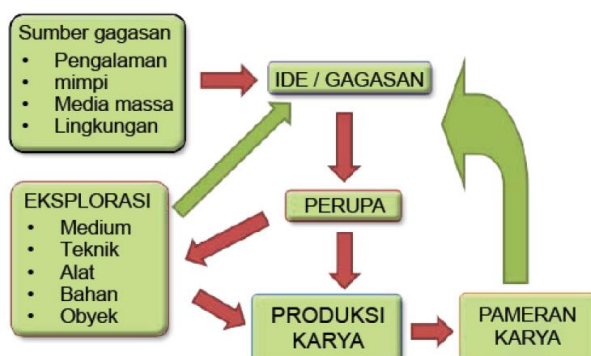 Sumber gagasan
• Pengalaman
• mimpi
• Media massa
• Lingkungan
IDE / GAGASAN
PERUPA
EKSPLORASI
• Medium
• Teknik
• Alat
• Bahan
• Obyek
PRODUKSI
KARYA
PAMERAN
KARYA